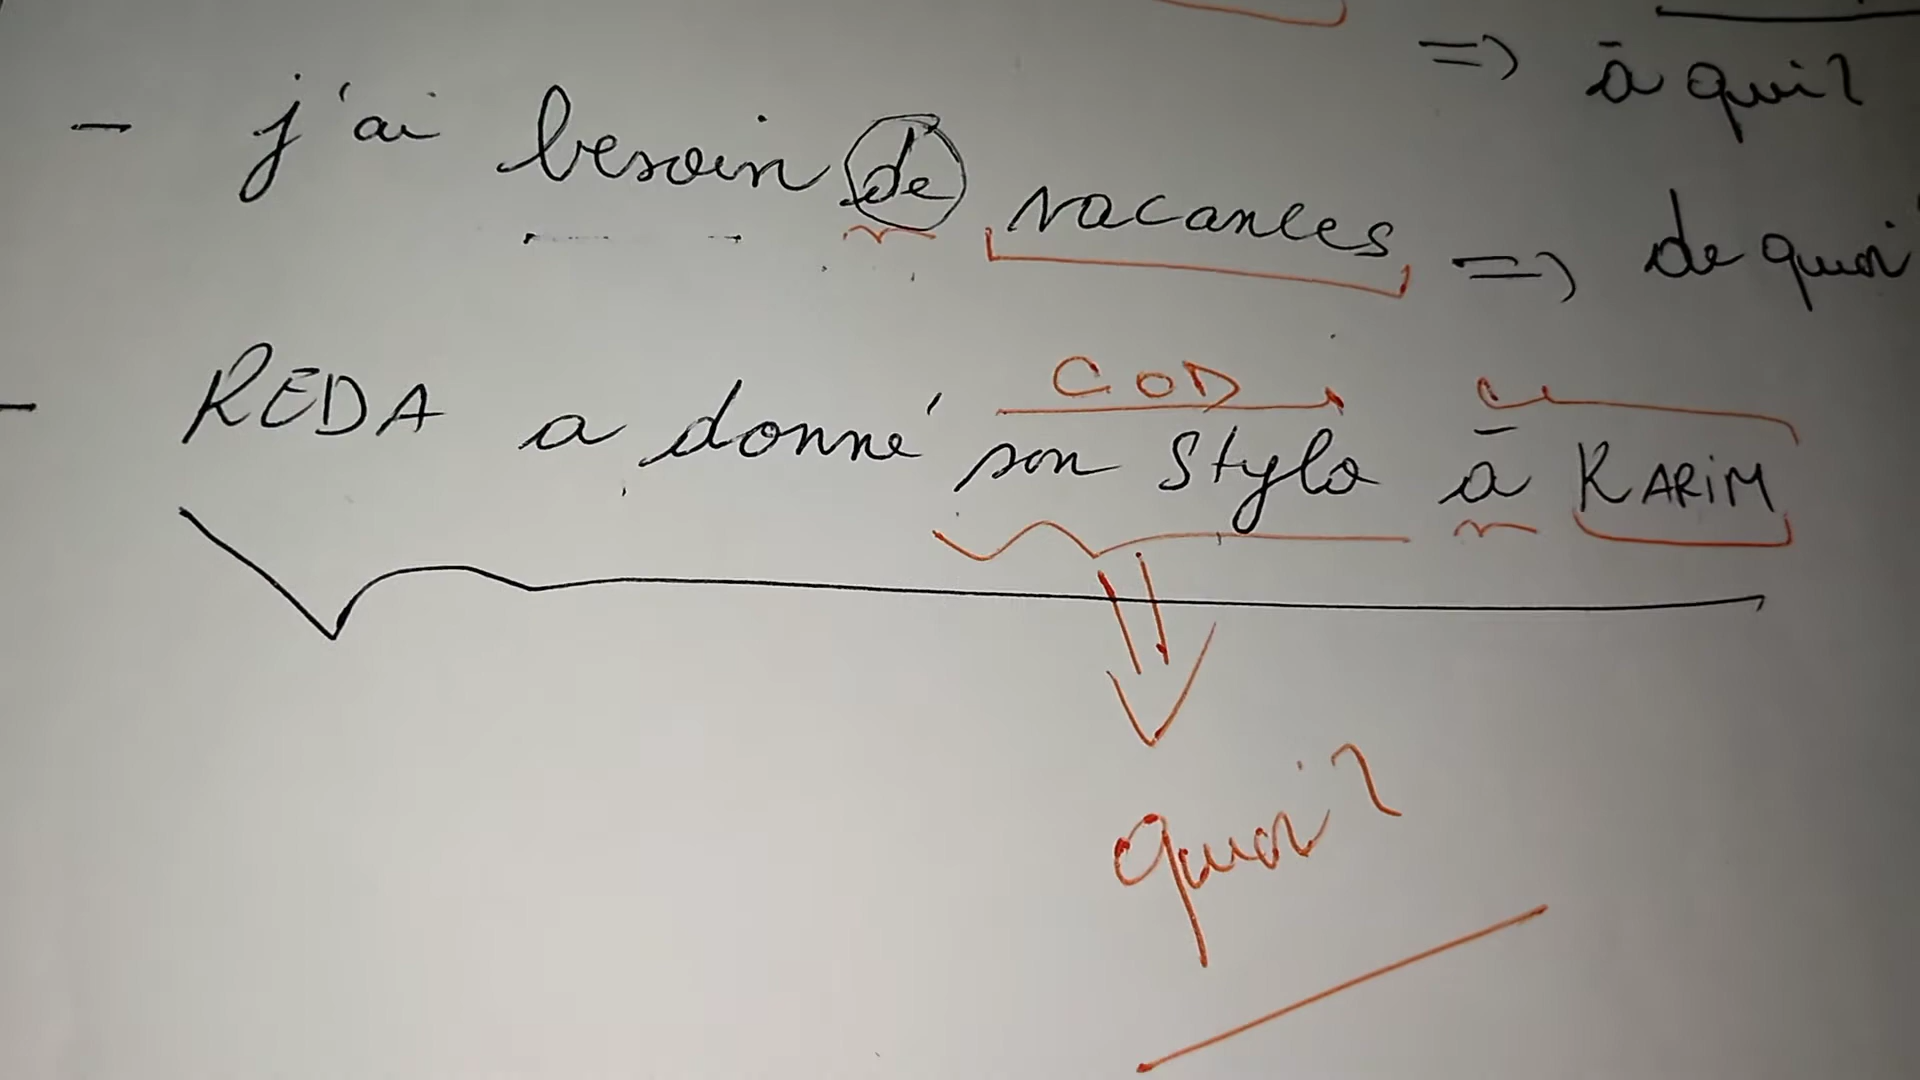 => à qui?
- j'ai besoin de vacances => de quoi
COD
- REDA a donné son Stylo à KARIM
quoi?